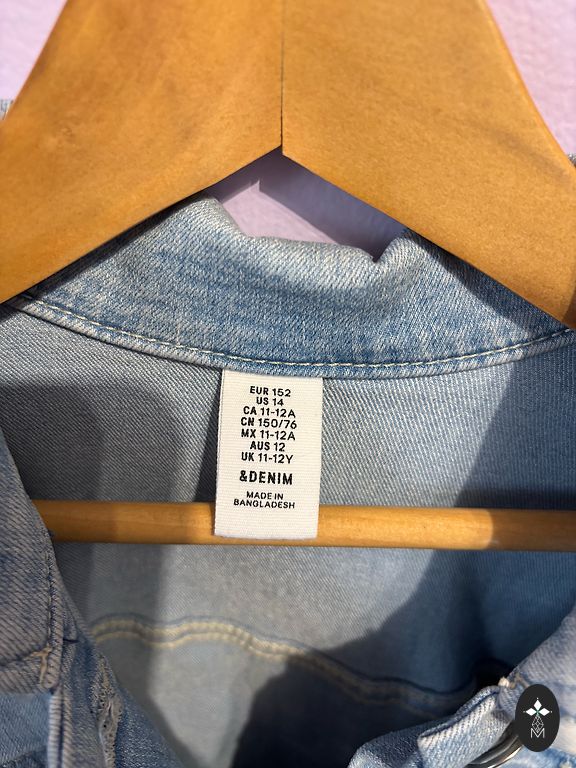 EUR 152
US 14
CA 11-12A
CN 150/76
MX 11-12A
AUS 12
UK 11-12Y
&DENIM
MADE IN
BANGLADESH
M